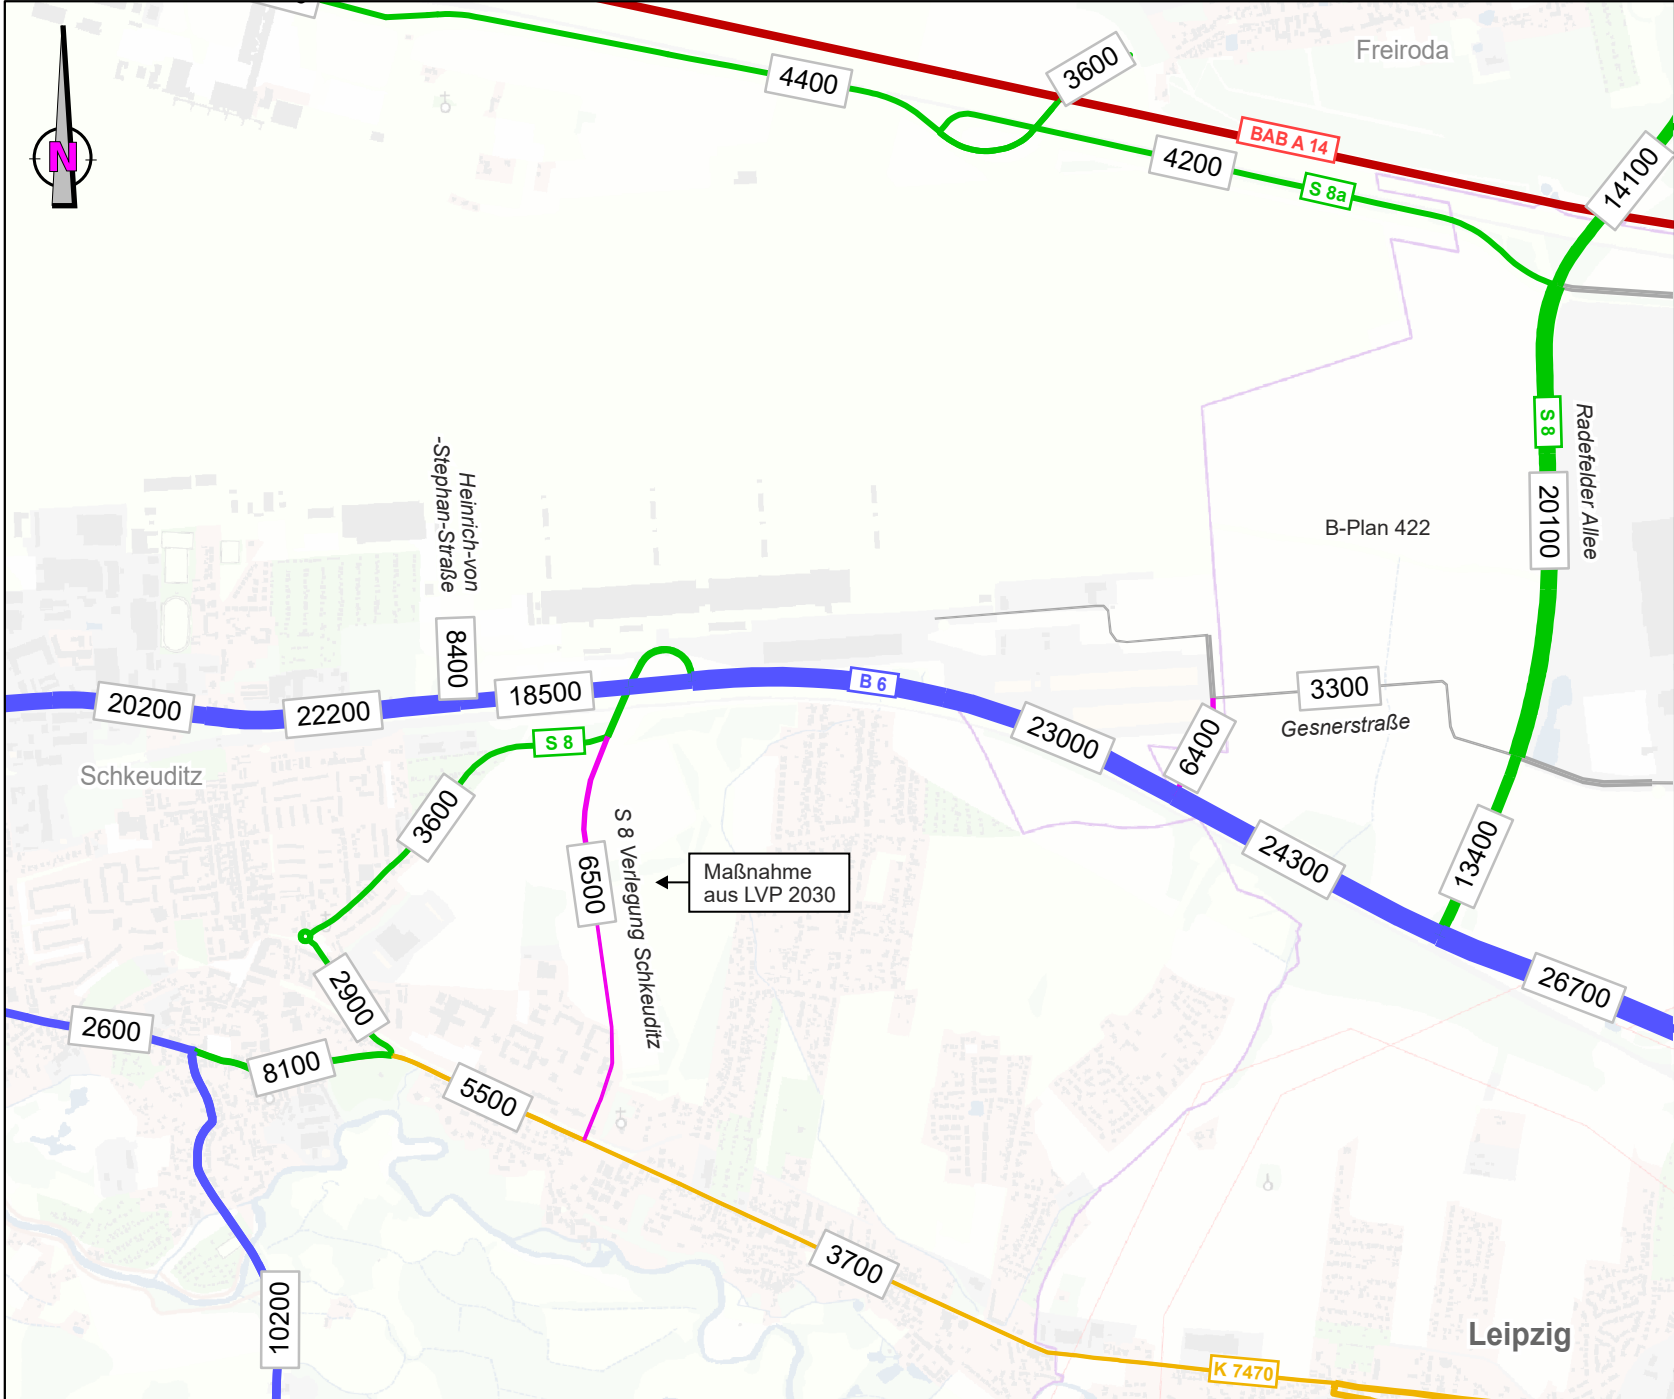 Freiroda
N
4400
3600
BAB A 14
4200
S 8a
14100
S 8
Radefelder Allee
20100
B-Plan 422
Heinrich-von
-Stephan-Straße
8400
20200
22200
18500
B 6
23000
6400
3300
Gesnerstraße
S 8
Schkeuditz
3600
S 8 Verlegung Schkeuditz
6500
Maßnahme
aus LVP 2030
24300
13400
26700
2900
2600
8100
5500
3700
10200
Leipzig
K 7470